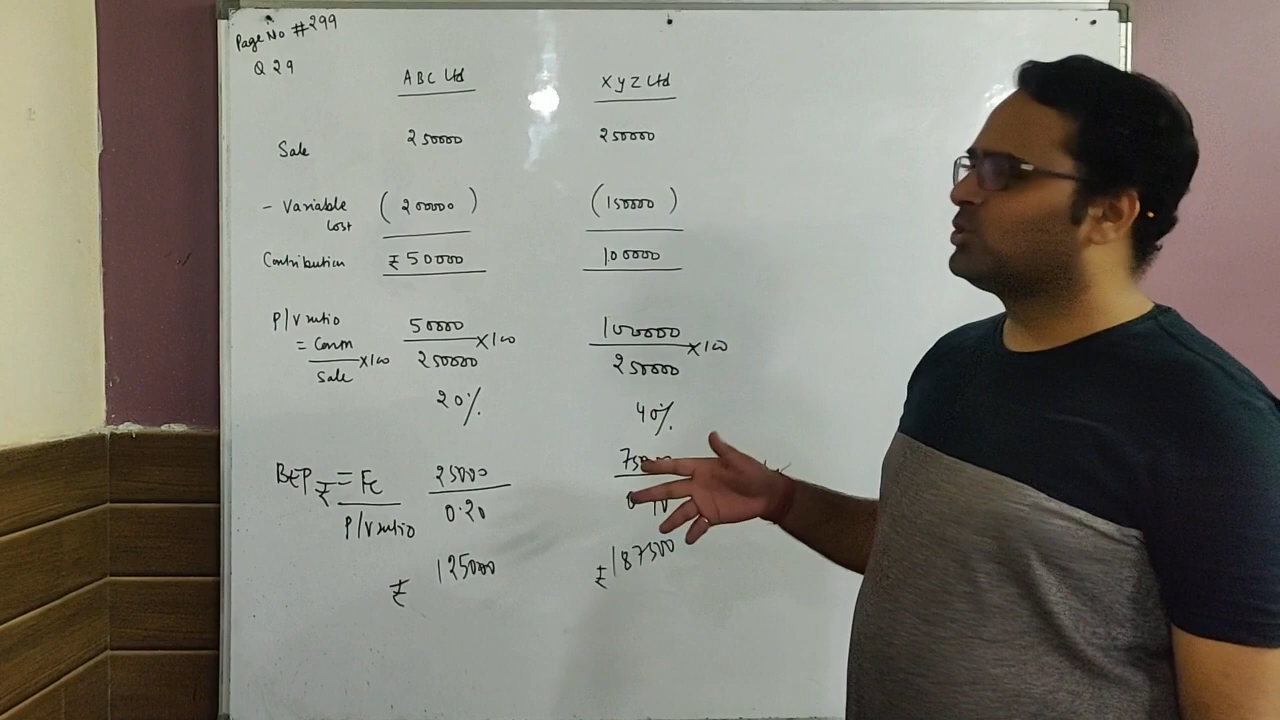 Page No #299
Q 29
ABC Ltd XYZ Ltd
Sale 250000 250000
- Variable Cost (200000) (150000)
Contribution ₹50000 100000
P/V ratio
= Contn / Sale ×100 50000 / 250000 ×100 100000 / 250000 ×100
20% 40%
BEP ₹ = FC / P/V ratio 25000 / 0.20
₹ 125000 ₹187500